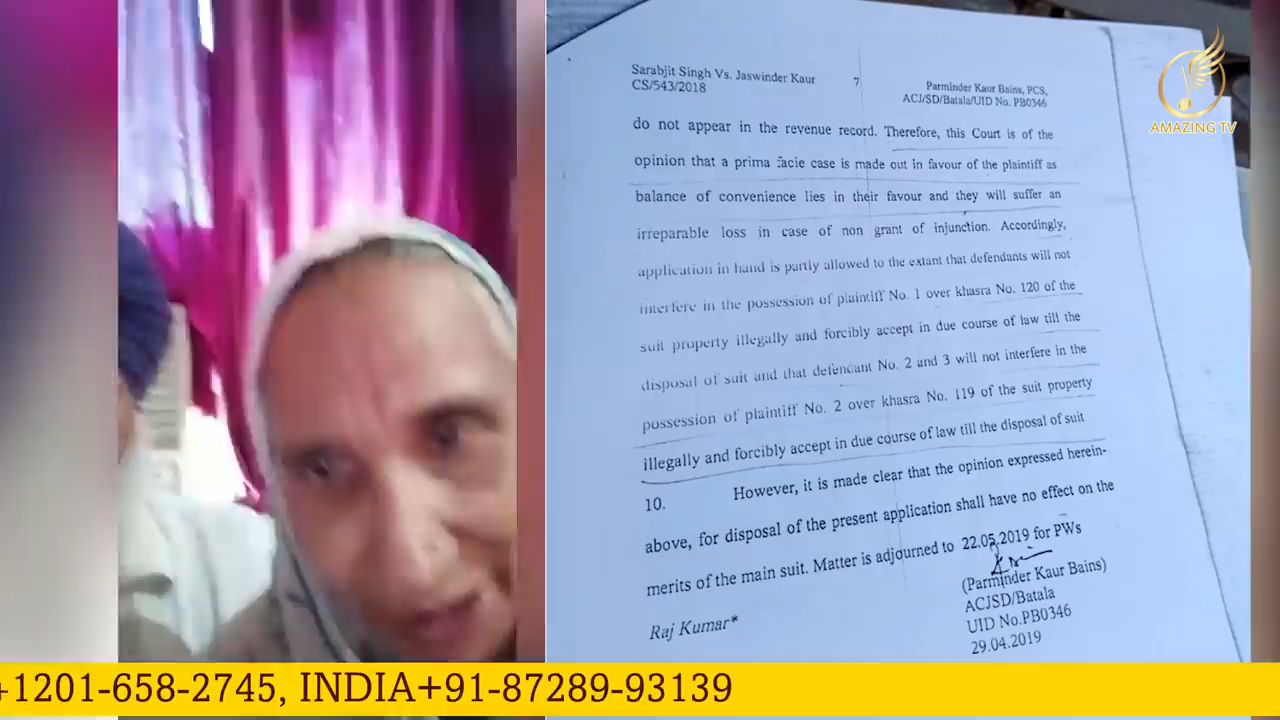 Sarabjit Singh Vs. Jaswinder Kaur
CS/543/2018
7
Parminder Kaur Bains, PCS,
ACJ/SD/Batala/UID No. PB0346
do not appear in the revenue record. Therefore, this Court is of the
opinion that a prima facie case is made out in favour of the plaintiff as
balance of convenience lies in their favour and they will suffer an
irreparable loss in case of non grant of injunction. Accordingly,
application in hand is partly allowed to the extant that defendants will not
interfere in the possession of plaintiff No. 1 over khasra No. 120 of the
suit property illegally and forcibly accept in due course of law till the
disposal of suit and that defendant No. 2 and 3 will not interfere in the
possession of plaintiff No. 2 over khasra No. 119 of the suit property
illegally and forcibly accept in due course of law till the disposal of suit
10. However, it is made clear that the opinion expressed herein-
above, for disposal of the present application shall have no effect on the
merits of the main suit. Matter is adjourned to 22.05.2019 for PWs
(Parminder Kaur Bains)
ACJSD/Batala
UID No.PB0346
29.04.2019
Raj Kumar*
AMAZING TV
+1201-658-2745, INDIA+91-87289-93139